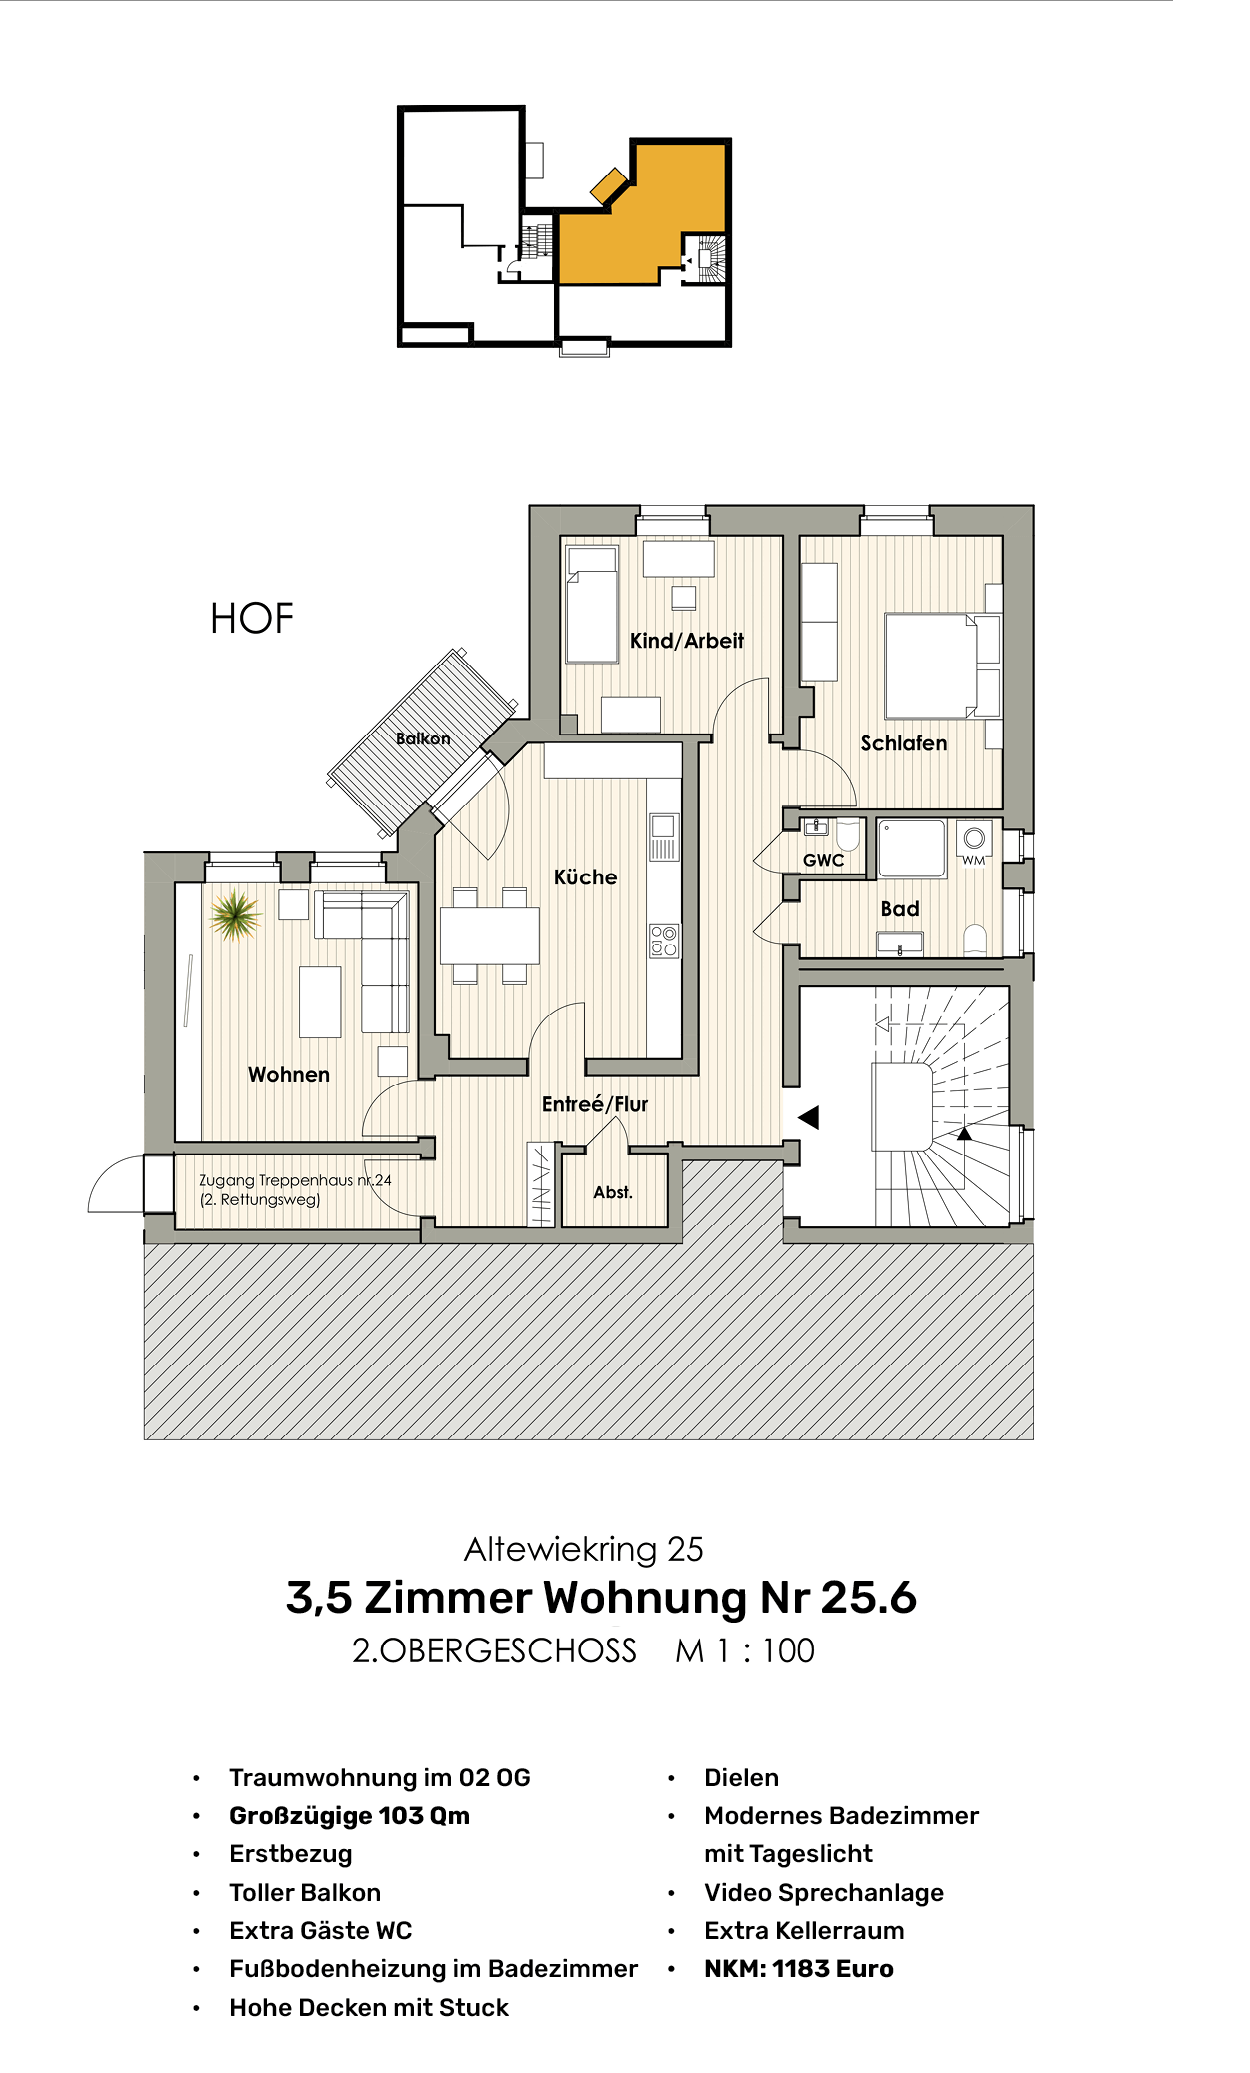 HOF
Kind/Arbeit
Balkon
Schlafen
GWC
WM
Küche
Bad
Wohnen
Entreé/Flur
Zugang Treppenhaus nr.24
(2. Rettungsweg)
Abst.
Altewiekring 25
3,5 Zimmer Wohnung Nr 25.6
2.OBERGESCHOSS M 1 : 100
• Traumwohnung im 02 OG
• Großzügige 103 Qm
• Erstbezug
• Toller Balkon
• Extra Gäste WC
• Fußbodenheizung im Badezimmer
• Hohe Decken mit Stuck
• Dielen
• Modernes Badezimmer
mit Tageslicht
• Video Sprechanlage
• Extra Kellerraum
• NKM: 1183 Euro